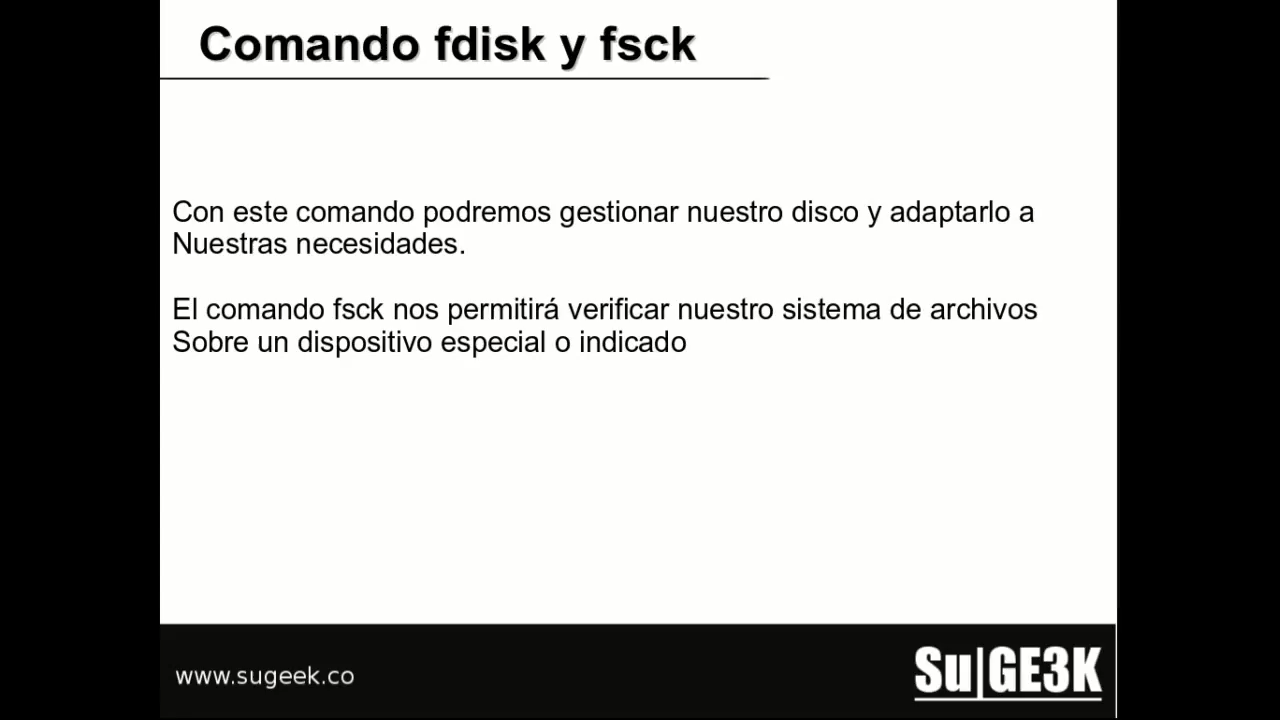 Comando fdisk y fsck
Con este comando podremos gestionar nuestro disco y adaptarlo a
Nuestras necesidades.
El comando fsck nos permitirá verificar nuestro sistema de archivos
Sobre un dispositivo especial o indicado
www.sugeek.co
Su|GE3K